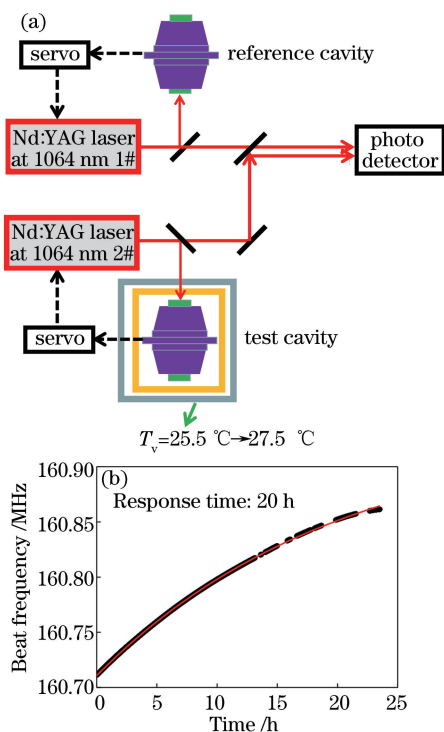 (a)
servo
reference cavity
Nd:YAG laser
at 1064 nm 1#
photo
detector
Nd:YAG laser
at 1064 nm 2#
servo
test cavity
Tv=25.5 ℃→27.5 ℃
(b)
Response time: 20 h
Beat frequency /MHz
160.90
160.85
160.80
160.75
160.70
0 5 10 15 20 25
Time /h